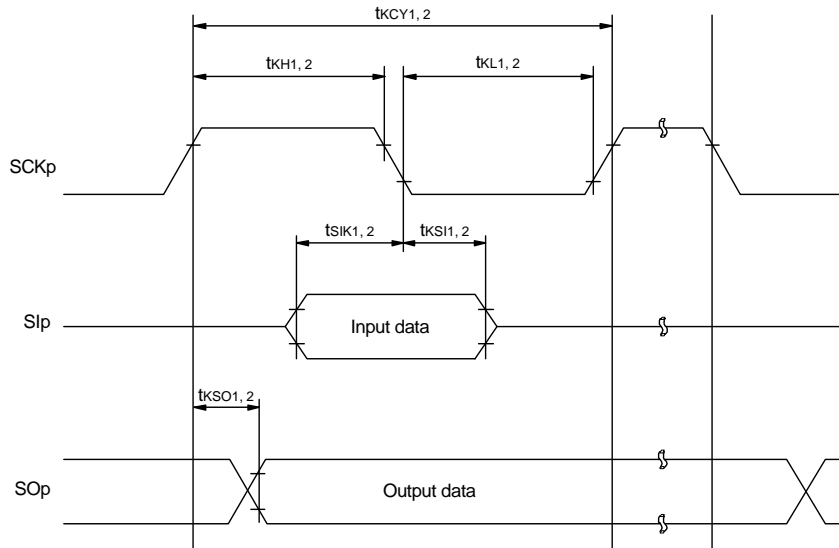 tKCY1, 2
tKH1, 2
tKL1, 2
SCKp
tSIK1, 2
tKSI1, 2
SIp
Input data
tKSO1, 2
SOp
Output data